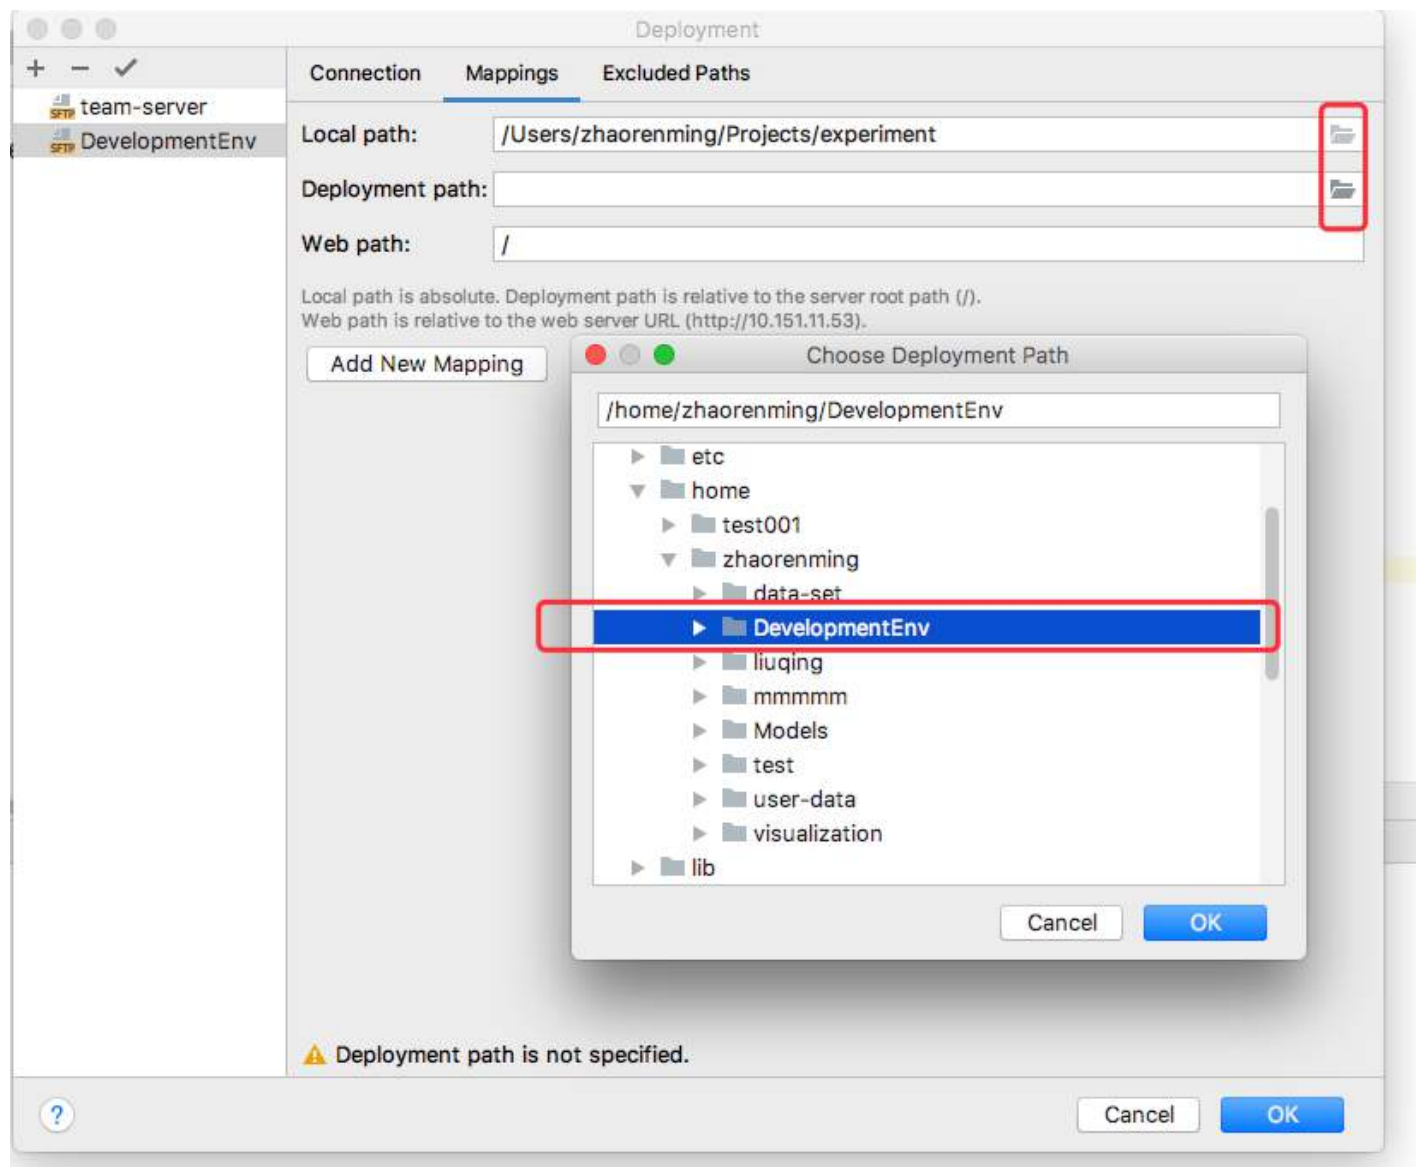 Deployment
team-server
DevelopmentEnv
Connection Mappings Excluded Paths
Local path: /Users/zhaorenming/Projects/experiment
Deployment path:
Web path: /
Local path is absolute. Deployment path is relative to the server root path (/).
Web path is relative to the web server URL (http://10.151.11.53).
Add New Mapping
Choose Deployment Path
/home/zhaorenming/DevelopmentEnv
etc
home
test001
zhaorenming
data-set
DevelopmentEnv
liuqing
mmmmm
Models
test
user-data
visualization
lib
Cancel OK
Deployment path is not specified.
? Cancel OK